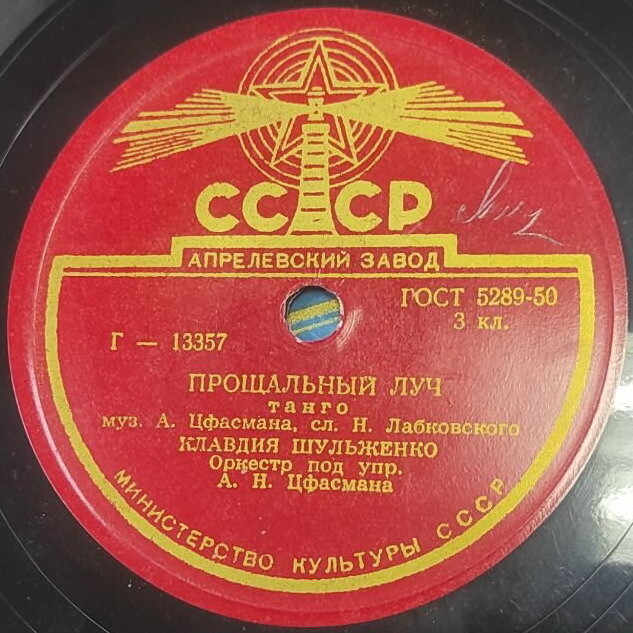 СССР
АПРЕЛЕВСКИЙ ЗАВОД
ГОСТ 5289-50
3 кл.
Г — 13357
ПРОЩАЛЬНЫЙ ЛУЧ
танго
муз. А. Цфасмана, сл. Н. Лабковского
КЛАВДИЯ ШУЛЬЖЕНКО
Оркестр под упр.
А. Н. Цфасмана
МИНИСТЕРСТВО КУЛЬТУРЫ СССР